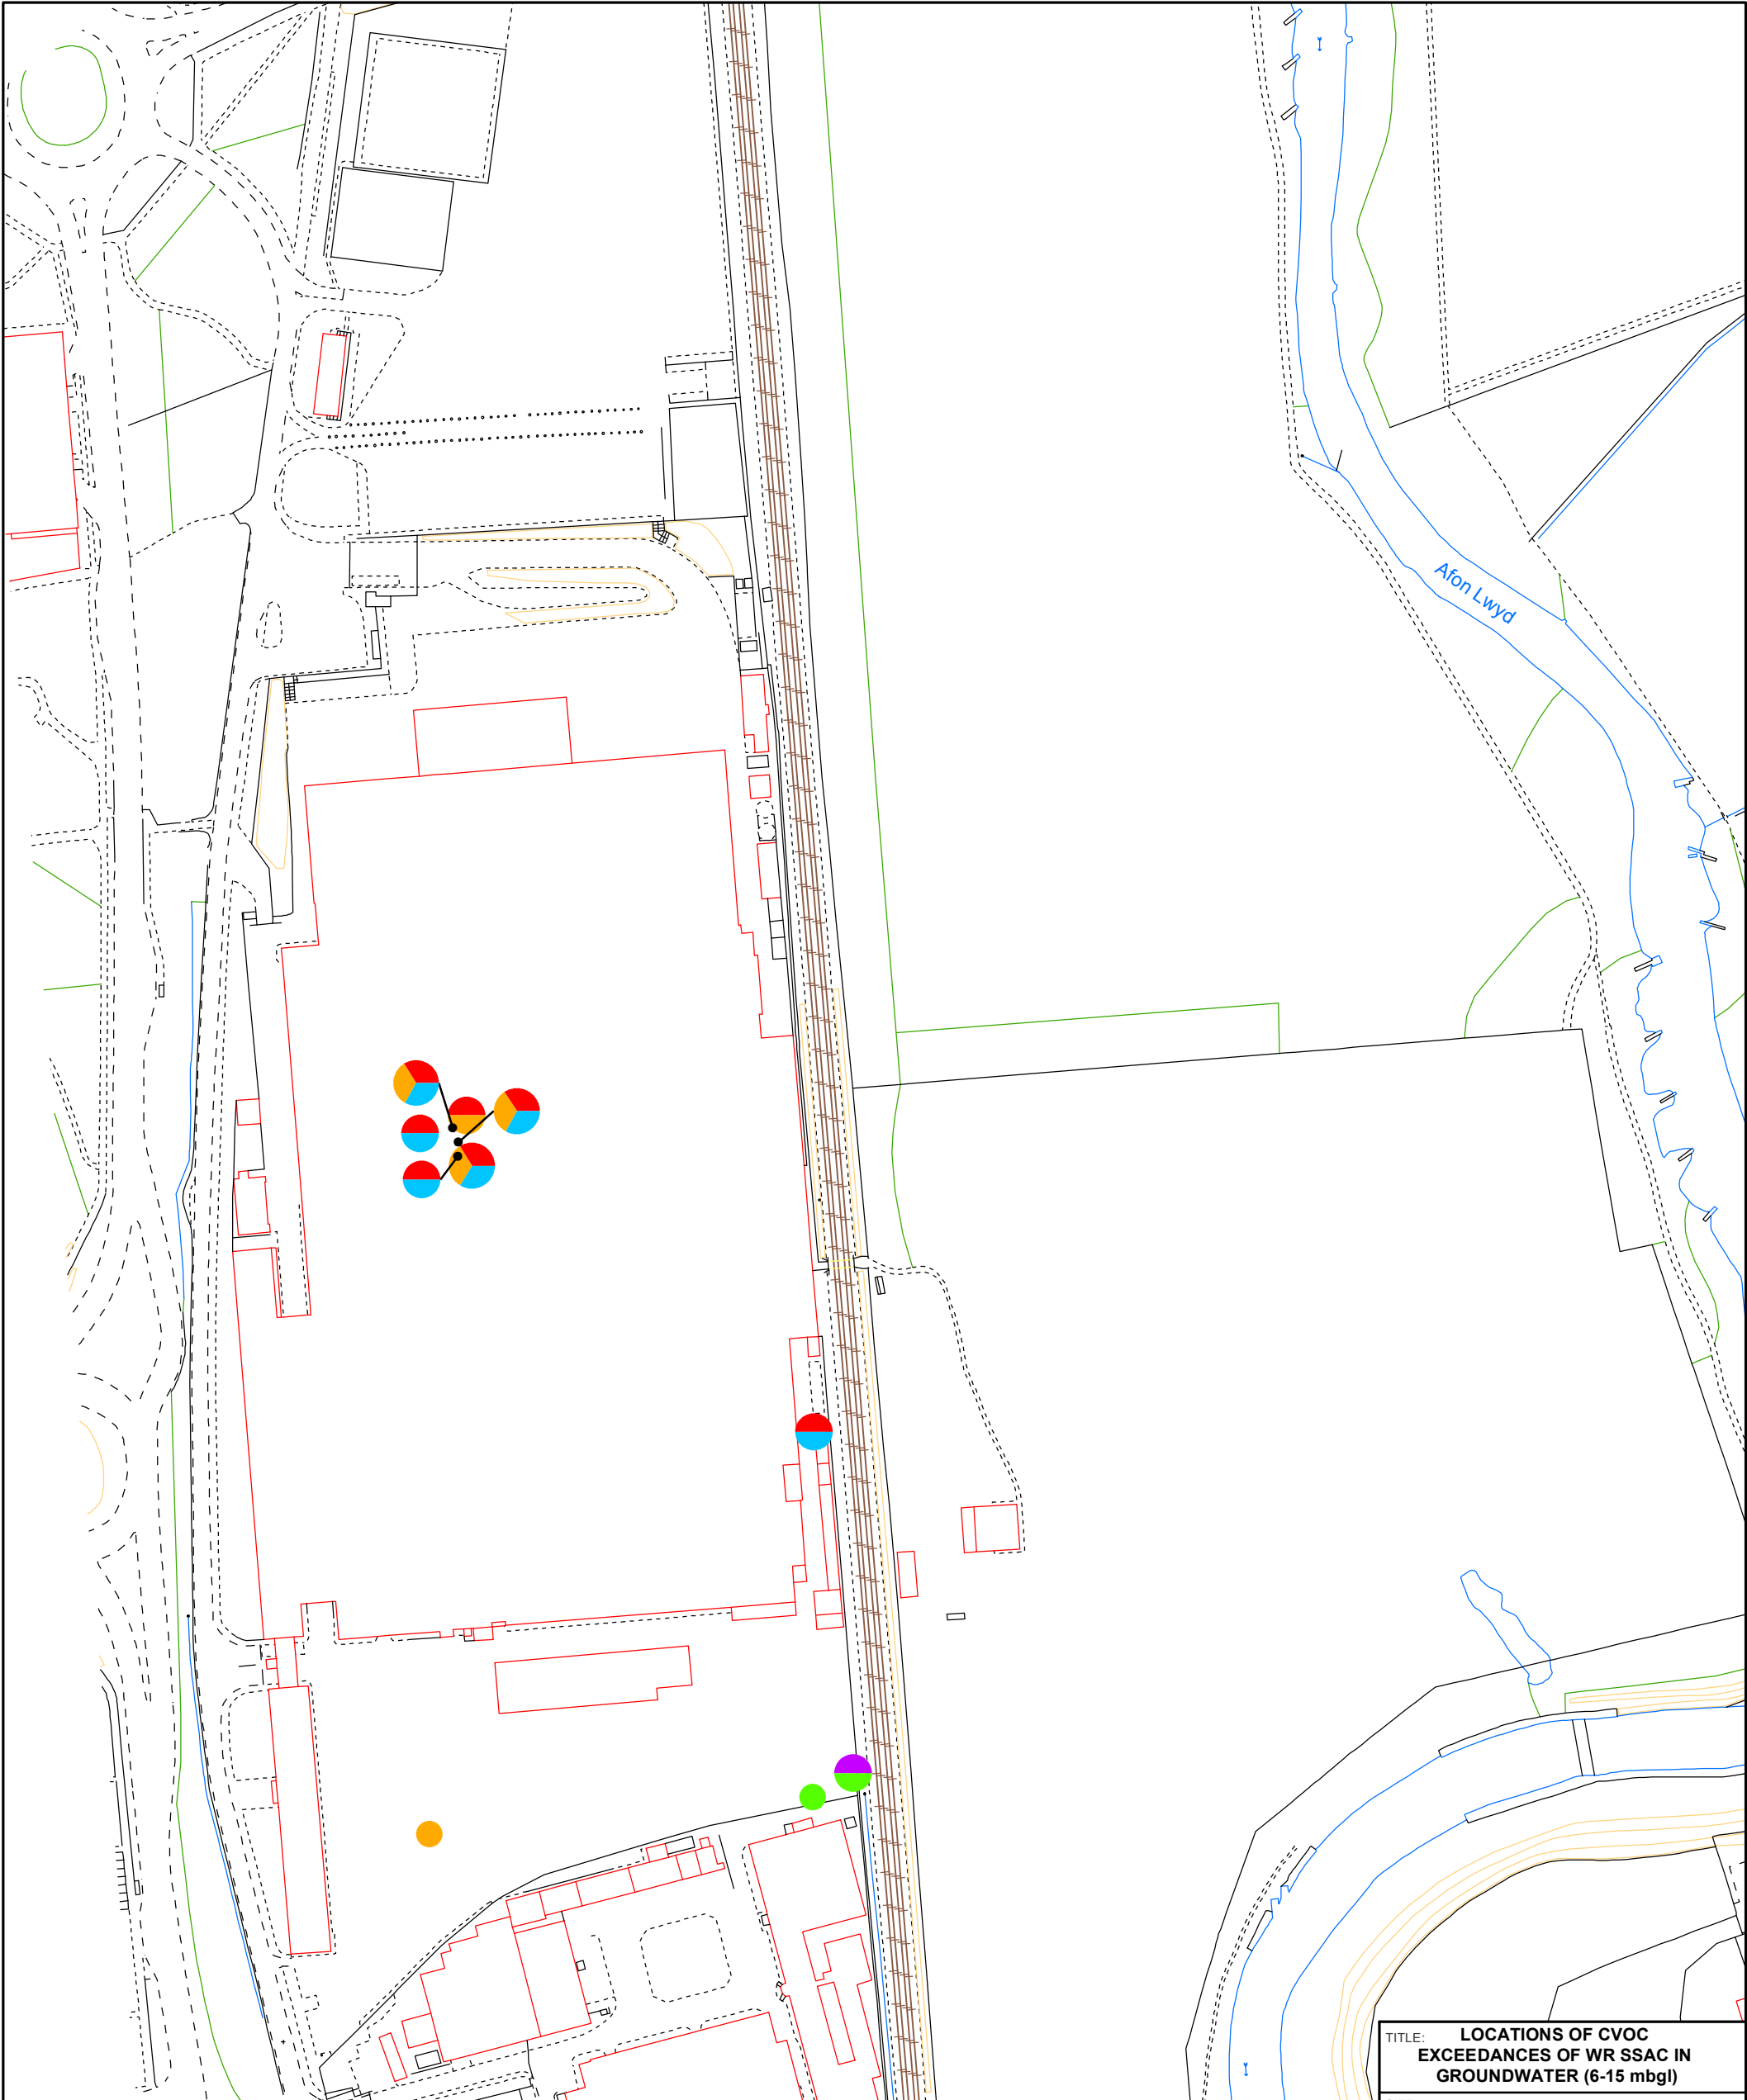 Afon Lwyd
TITLE: LOCATIONS OF CVOC
EXCEEDANCES OF WR SSAC IN
GROUNDWATER (6-15 mbgl)